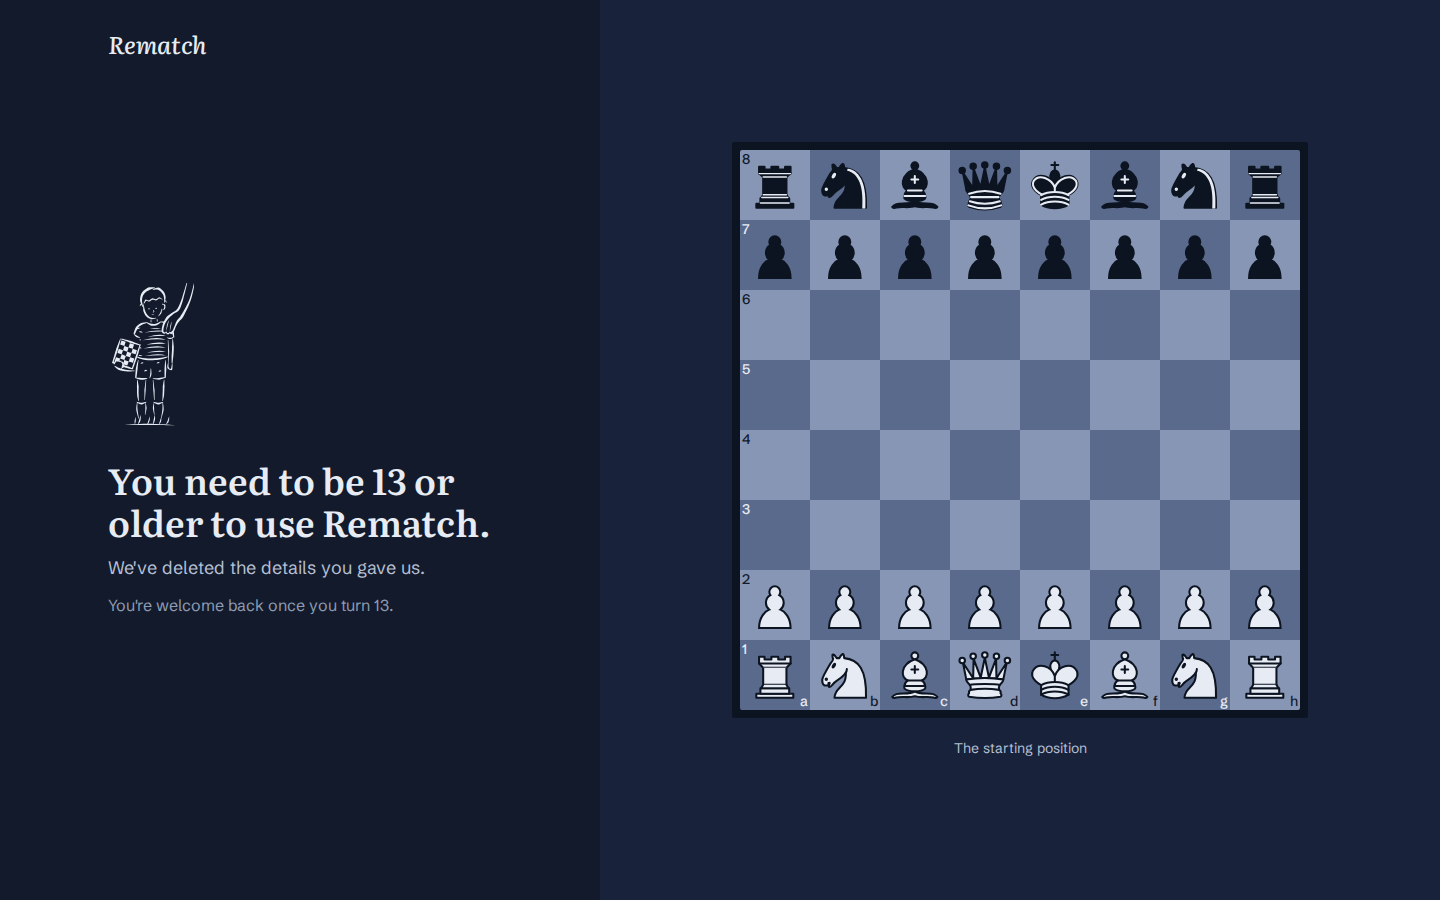 Rematch
You need to be 13 or
older to use Rematch.
We've deleted the details you gave us.
You're welcome back once you turn 13.
8
7
6
5
4
3
2
1
a b c d e f g h
The starting position